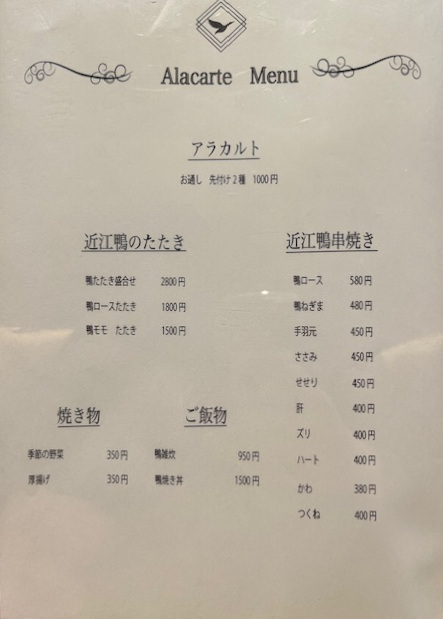 Alacarte Menu
アラカルト
お通し 先付け2種 1000円
近江鴨のたたき
鴨たたき盛合せ 2800円
鴨ロースたたき 1800円
鴨モモ たたき 1500円
近江鴨串焼き
鴨ロース 580円
鴨ねぎま 480円
手羽元 450円
ささみ 450円
せせり 450円
肝 400円
ズリ 400円
ハート 400円
かわ 380円
つくね 400円
焼き物
季節の野菜 350円
厚揚げ 350円
ご飯物
鴨雑炊 950円
鴨焼き丼 1500円